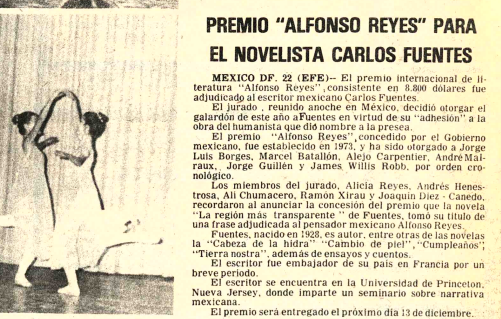 PREMIO "ALFONSO REYES" PARA
EL NOVELISTA CARLOS FUENTES
MEXICO DF. 22 (EFE)-- El premio internacional de li-
teratura "Alfonso Reyes", consistente en 8.800 dólares fue
adjudicado al escritor mexicano Carlos Fuentes.
El jurado , reunido anoche en México, decidió otorgar el
galardón de este año a Fuentes en virtud de su "adhesión" a la
obra del humanista que dió nombre a la presea.
El premio "Alfonso Reyes", concedido por el Gobierno
mexicano, fue establecido en 1973, y ha sido otorgado a Jorge
Luis Borges, Marcel Batallón, Alejo Carpentier, André Mal-
raux, Jorge Guillén y James Willis Robb, por orden cro-
nológico.
Los miembros del jurado, Alicia Reyes, Andrés Henes-
trosa, Ali Chumacero, Ramón Xirau y Joaquín Díez - Canedo,
recordaron al anunciar la concesión del premio que la novela
"La región más transparente " de Fuentes, tomó su título de
una frase adjudicada al pensador mexicano Alfonso Reyes.
Fuentes, nacido en 1928, es autor, entre otras de las novelas
la "Cabeza de la hidra" "Cambio de piel", "Cumpleaños",
"Tierra nostra", además de ensayos y cuentos.
El escritor fue embajador de su país en Francia por un
breve período.
El escritor se encuentra en la Universidad de Princeton,
Nueva Jersey, donde imparte un seminario sobre narrativa
mexicana.
El premio será entregado el próximo día 13 de diciembre.